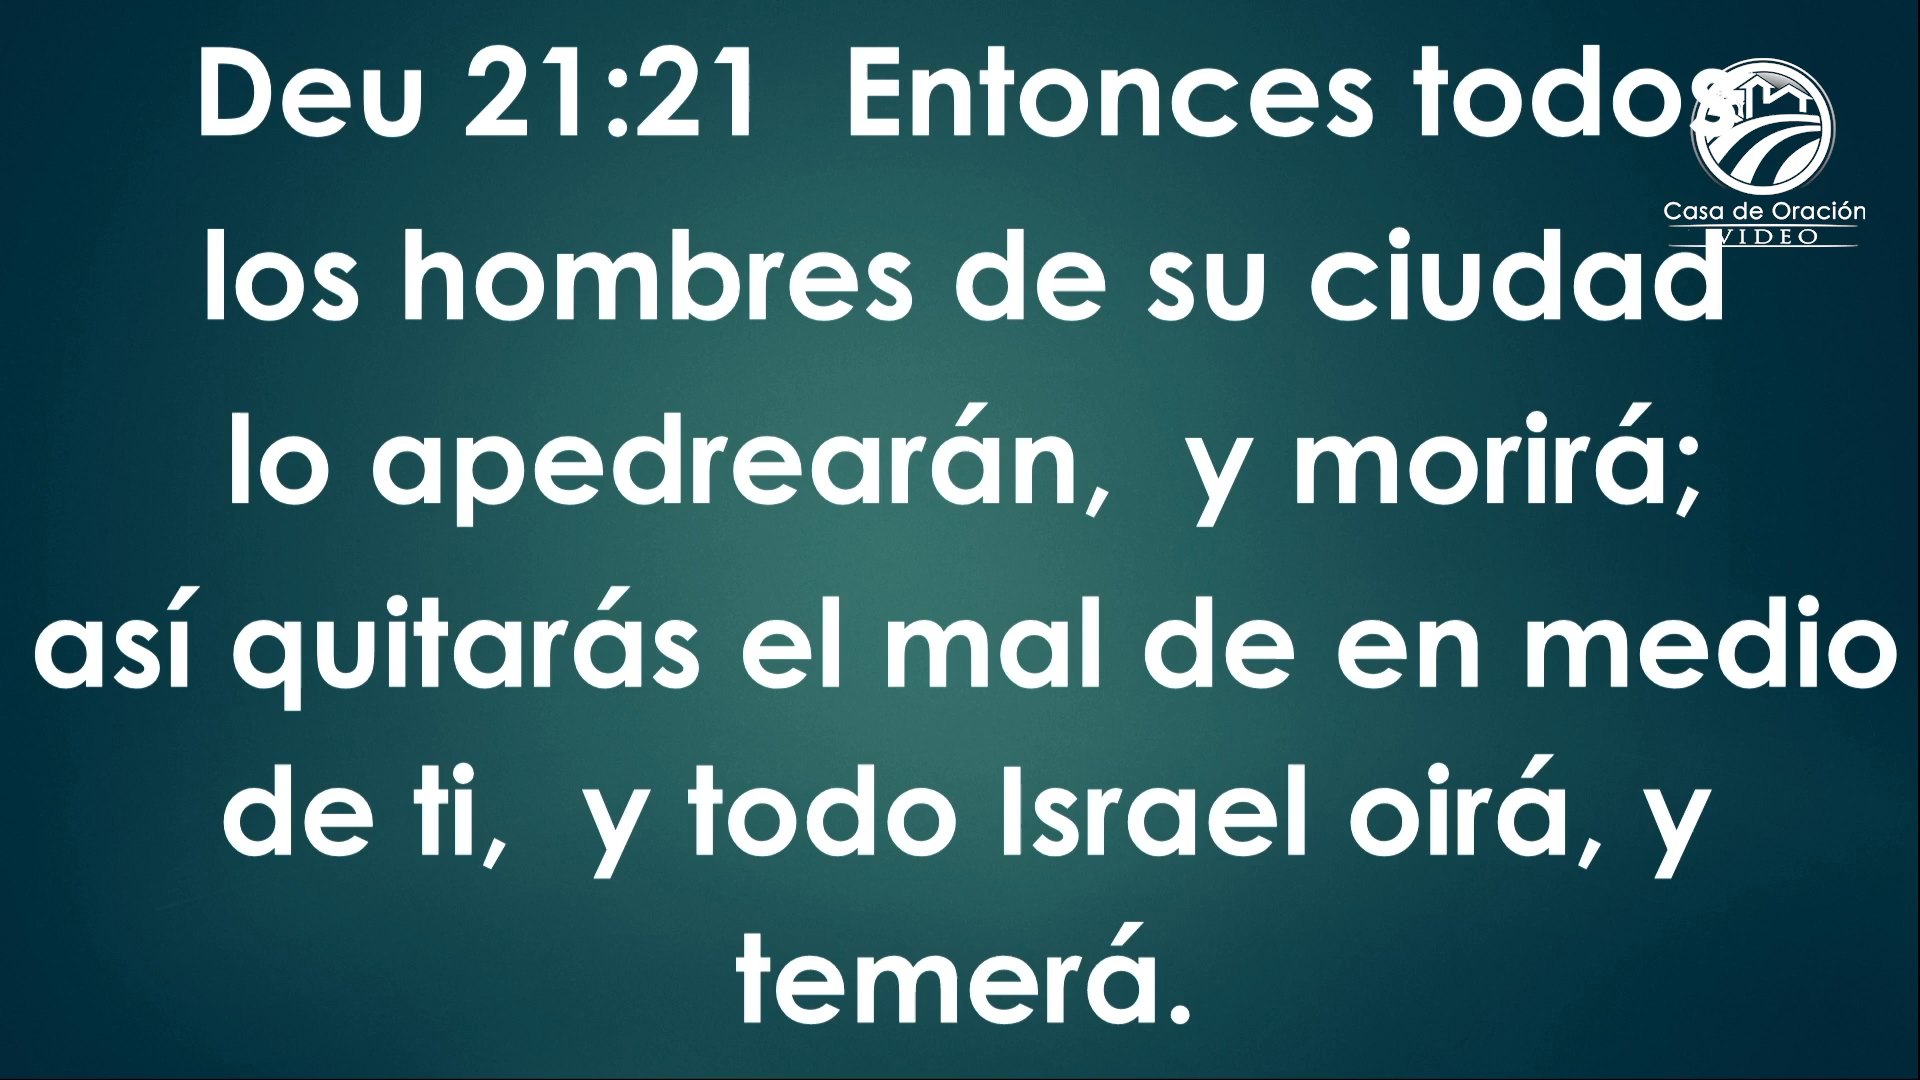 Deu 21:21 Entonces todos
Casa de Oración
VIDEO
los hombres de su ciudad
lo apedrearán, y morirá;
así quitarás el mal de en medio
de ti, y todo Israel oirá, y
temerá.